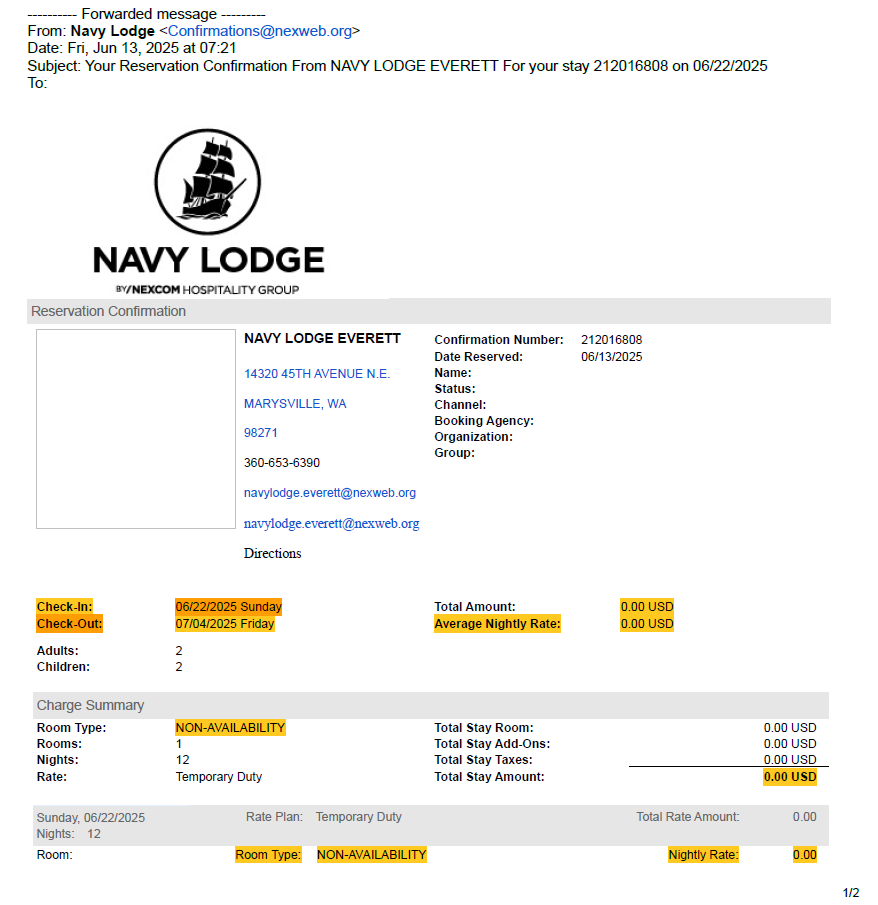 ---------- Forwarded message ---------
From: Navy Lodge <Confirmations@nexweb.org>
Date: Fri, Jun 13, 2025 at 07:21
Subject: Your Reservation Confirmation From NAVY LODGE EVERETT For your stay 212016808 on 06/22/2025
To:
NAVY LODGE
BY/NEXCOM HOSPITALITY GROUP
Reservation Confirmation
NAVY LODGE EVERETT
14320 45TH AVENUE N.E.
MARYSVILLE, WA
98271
360-653-6390
navylodge.everett@nexweb.org
navylodge.everett@nexweb.org
Directions
Confirmation Number: 212016808
Date Reserved: 06/13/2025
Name:
Status:
Channel:
Booking Agency:
Organization:
Group:
Check-In: 06/22/2025 Sunday Total Amount: 0.00 USD
Check-Out: 07/04/2025 Friday Average Nightly Rate: 0.00 USD
Adults: 2
Children: 2
Charge Summary
Room Type: NON-AVAILABILITY Total Stay Room: 0.00 USD
Rooms: 1 Total Stay Add-Ons: 0.00 USD
Nights: 12 Total Stay Taxes: 0.00 USD
Rate: Temporary Duty Total Stay Amount: 0.00 USD
Sunday, 06/22/2025 Rate Plan: Temporary Duty Total Rate Amount: 0.00
Nights: 12
Room: Room Type: NON-AVAILABILITY Nightly Rate: 0.00
1/2